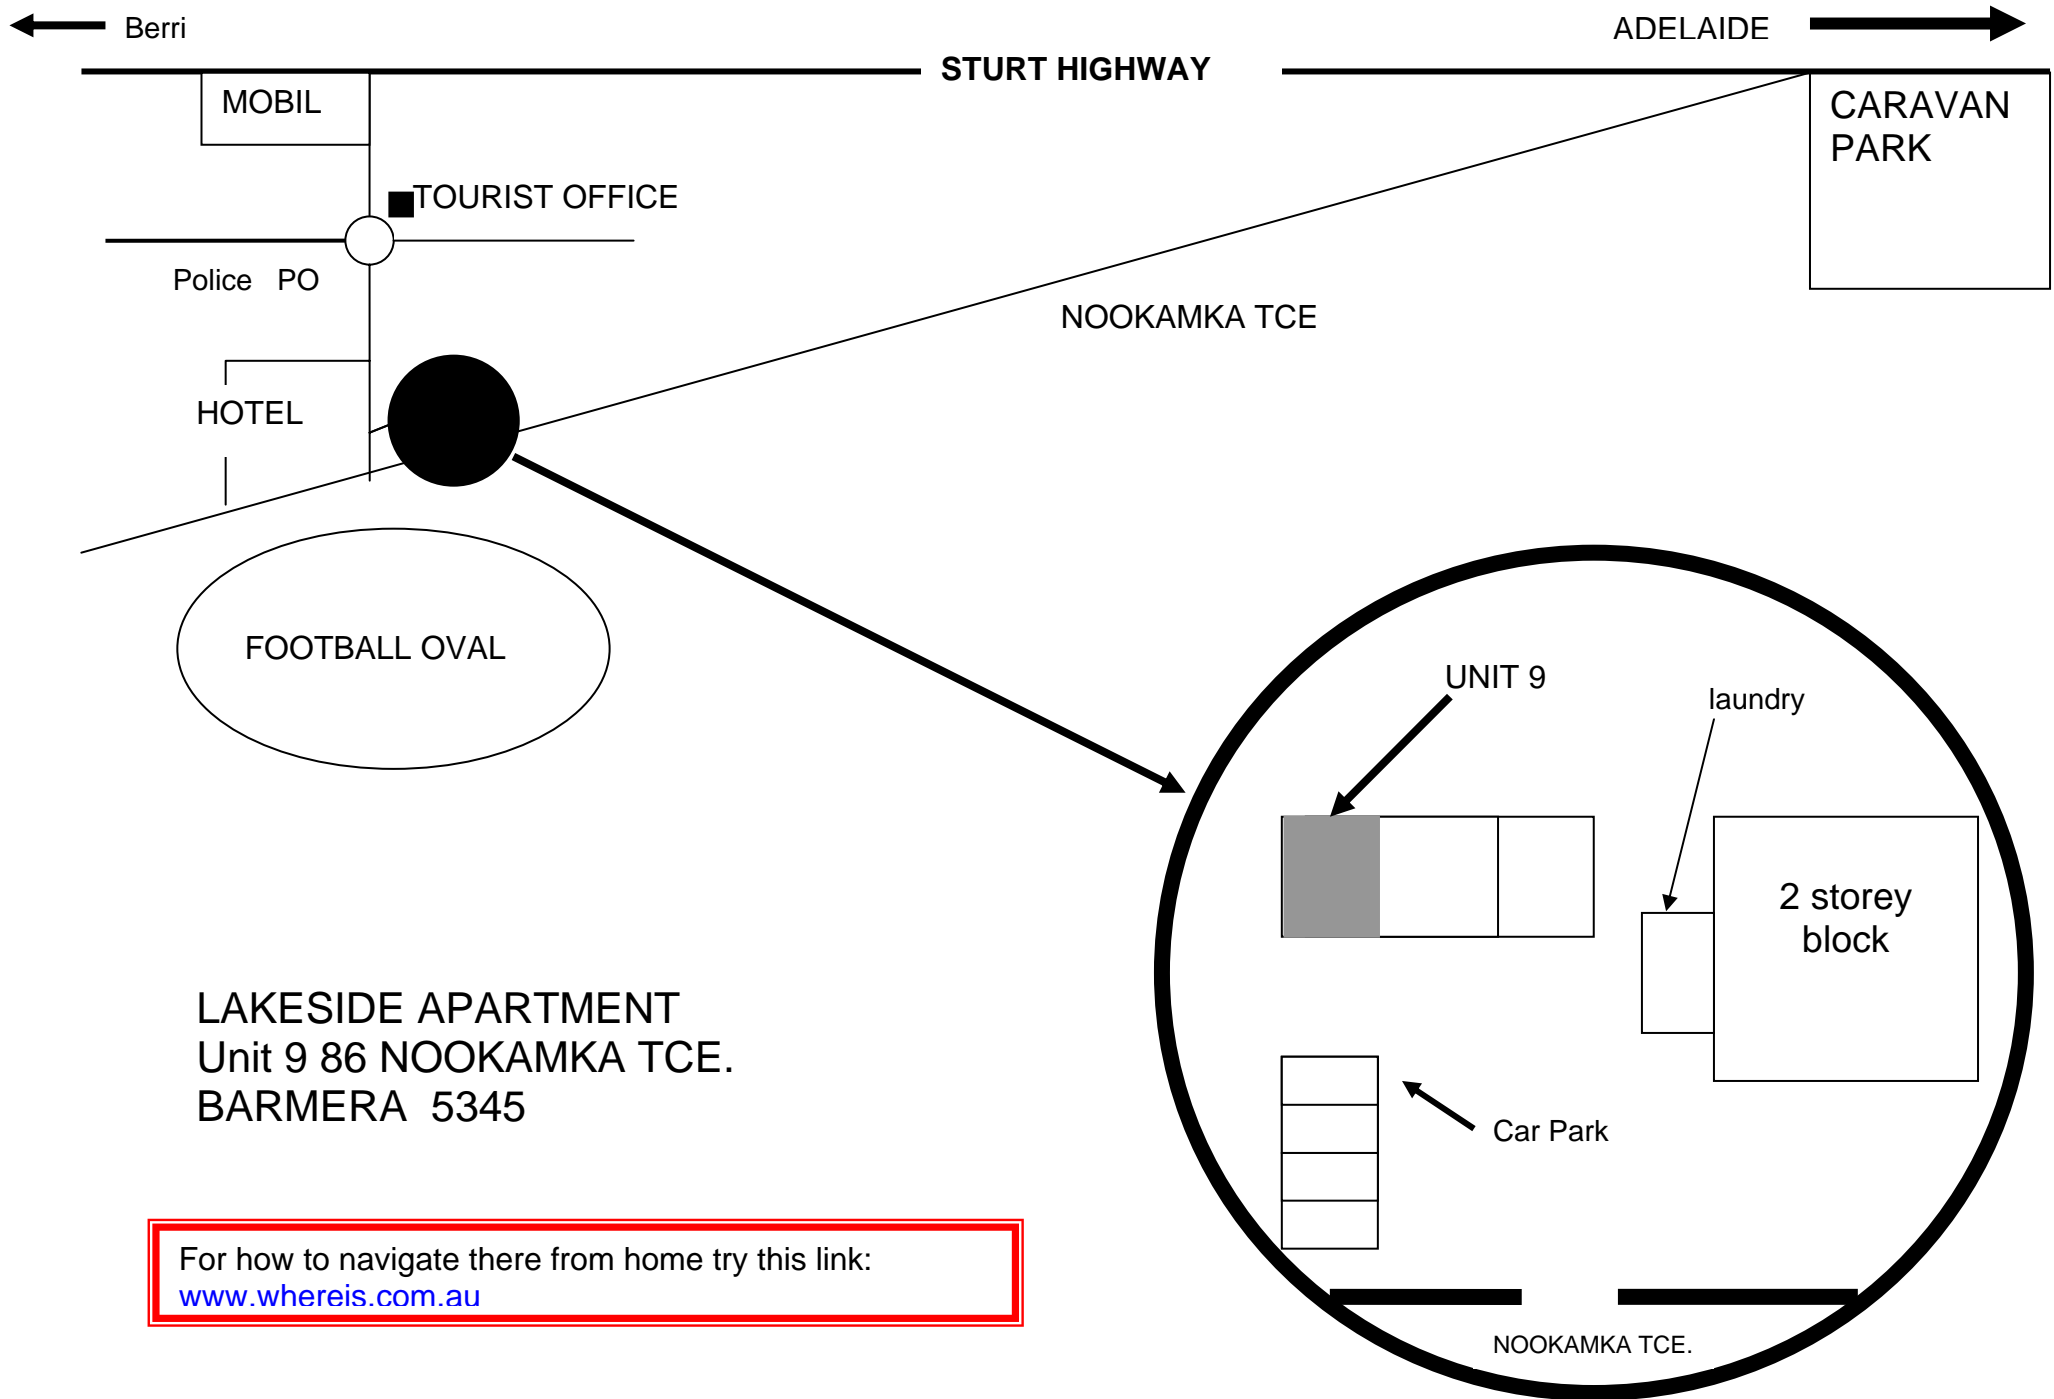 Berri
ADELAIDE
STURT HIGHWAY
MOBIL
CARAVAN
PARK
TOURIST OFFICE
Police PO
NOOKAMKA TCE
HOTEL
FOOTBALL OVAL
UNIT 9
laundry
2 storey
block
LAKESIDE APARTMENT
Unit 9 86 NOOKAMKA TCE.
BARMERA 5345
Car Park
For how to navigate there from home try this link:
www.whereis.com.au
NOOKAMKA TCE.